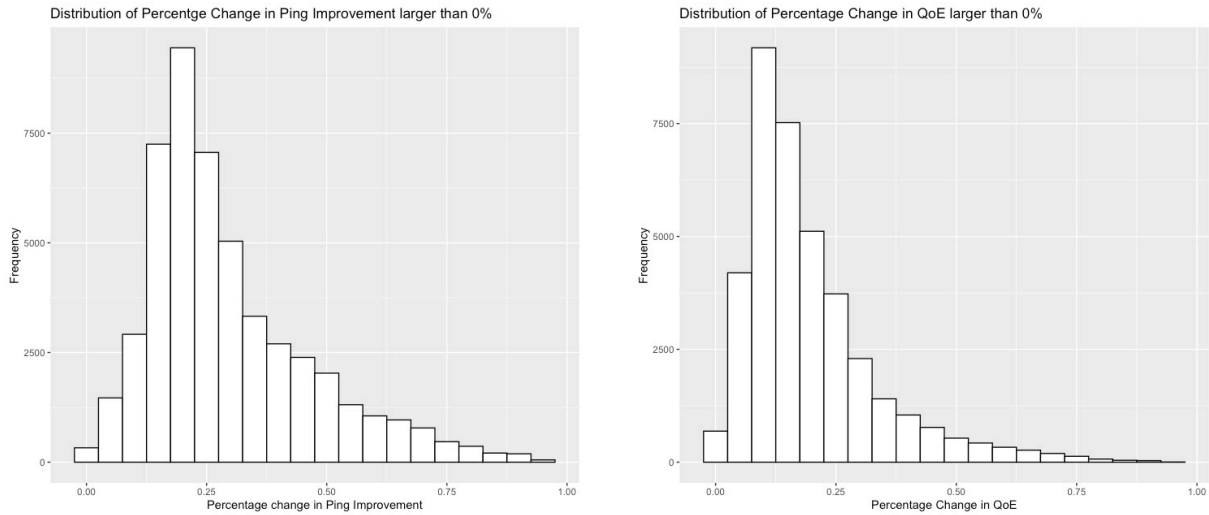 Distribution of Percentge Change in Ping Improvement larger than 0%
Frequency
7500
5000
2500
0
0.00 0.25 0.50 0.75 1.00
Percentage change in Ping Improvement
Distribution of Percentage Change in QoE larger than 0%
Frequency
7500
5000
2500
0
0.00 0.25 0.50 0.75 1.00
Percentage Change in QoE